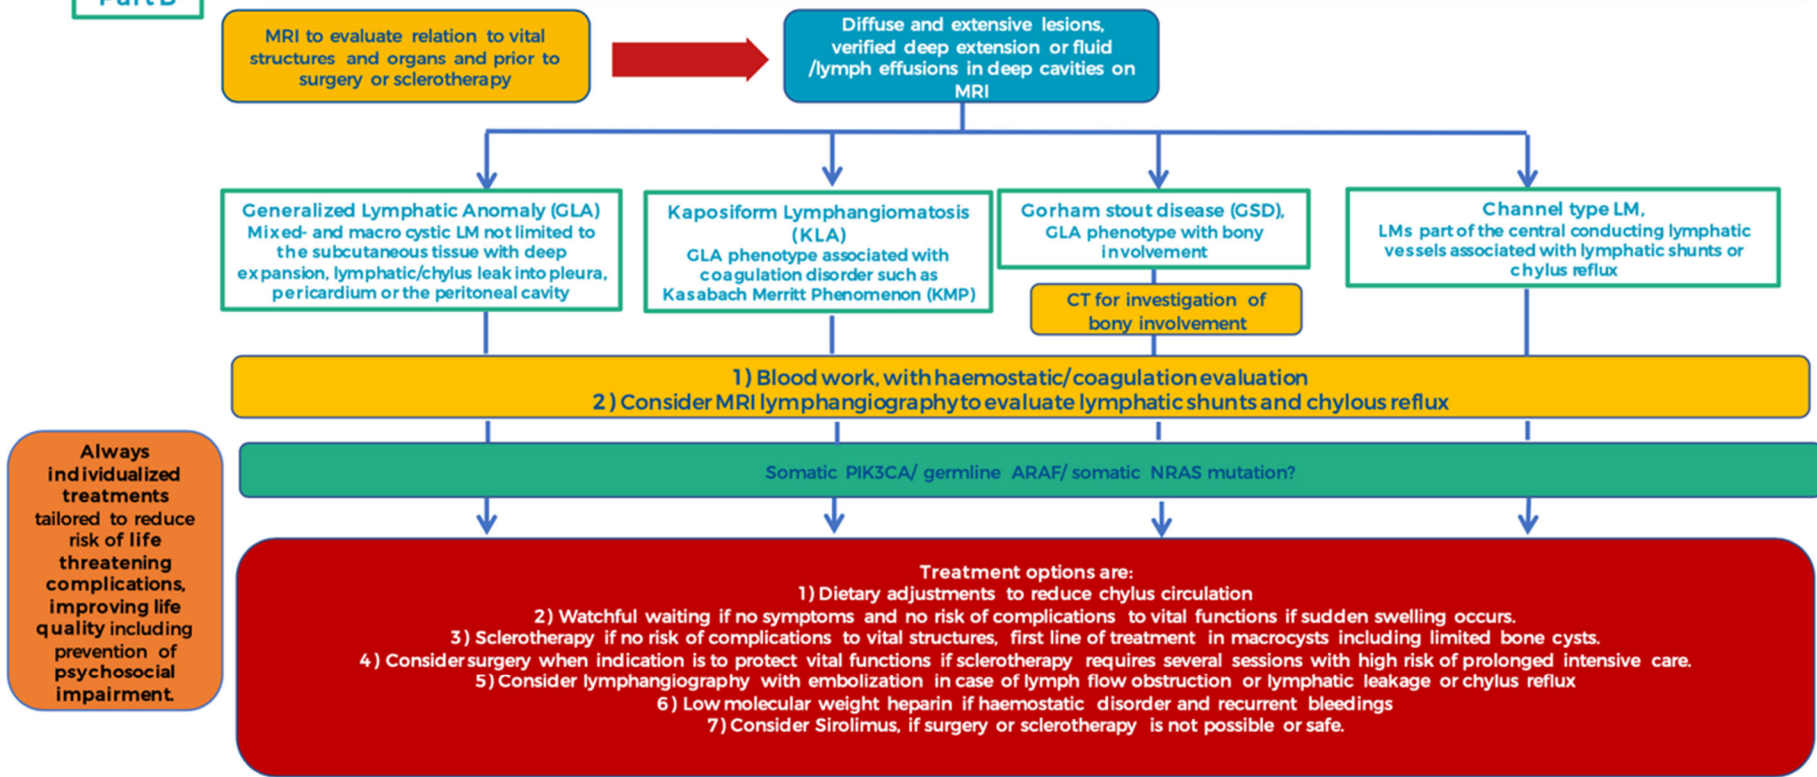 Part B
MRI to evaluate relation to vital
structures and organs and prior to
surgery or sclerotherapy
Diffuse and extensive lesions,
verified deep extension or fluid
/lymph effusions in deep cavities on
MRI
Generalized Lymphatic Anomaly (GLA)
Mixed- and macro cystic LM not limited to
the subcutaneous tissue with deep
expansion, lymphatic/chylus leak into pleura,
pericardium or the peritoneal cavity
Kaposiform Lymphangiomatosis
(KLA)
GLA phenotype associated with
coagulation disorder such as
Kasabach Merritt Phenomenon (KMP)
Gorham stout disease (GSD),
GLA phenotype with bony
involvement
CT for investigation of
bony involvement
Channel type LM,
LMs part of the central conducting lymphatic
vessels associated with lymphatic shunts or
chylus reflux
1) Blood work, with haemostatic/coagulation evaluation
2) Consider MRI lymphangiography to evaluate lymphatic shunts and chylous reflux
Somatic PIK3CA/ germline ARAF/ somatic NRAS mutation?
Always
individualized
treatments
tailored to reduce
risk of life
threatening
complications,
improving life
quality including
prevention of
psychosocial
impairment.
Treatment options are:
1) Dietary adjustments to reduce chylus circulation
2) Watchful waiting if no symptoms and no risk of complications to vital functions if sudden swelling occurs.
3) Sclerotherapy if no risk of complications to vital structures, first line of treatment in macrocysts including limited bone cysts.
4) Consider surgery when indication is to protect vital functions if sclerotherapy requires several sessions with high risk of prolonged intensive care.
5) Consider lymphangiography with embolization in case of lymph flow obstruction or lymphatic leakage or chylus reflux
6) Low molecular weight heparin if haemostatic disorder and recurrent bleedings
7) Consider Sirolimus, if surgery or sclerotherapy is not possible or safe.